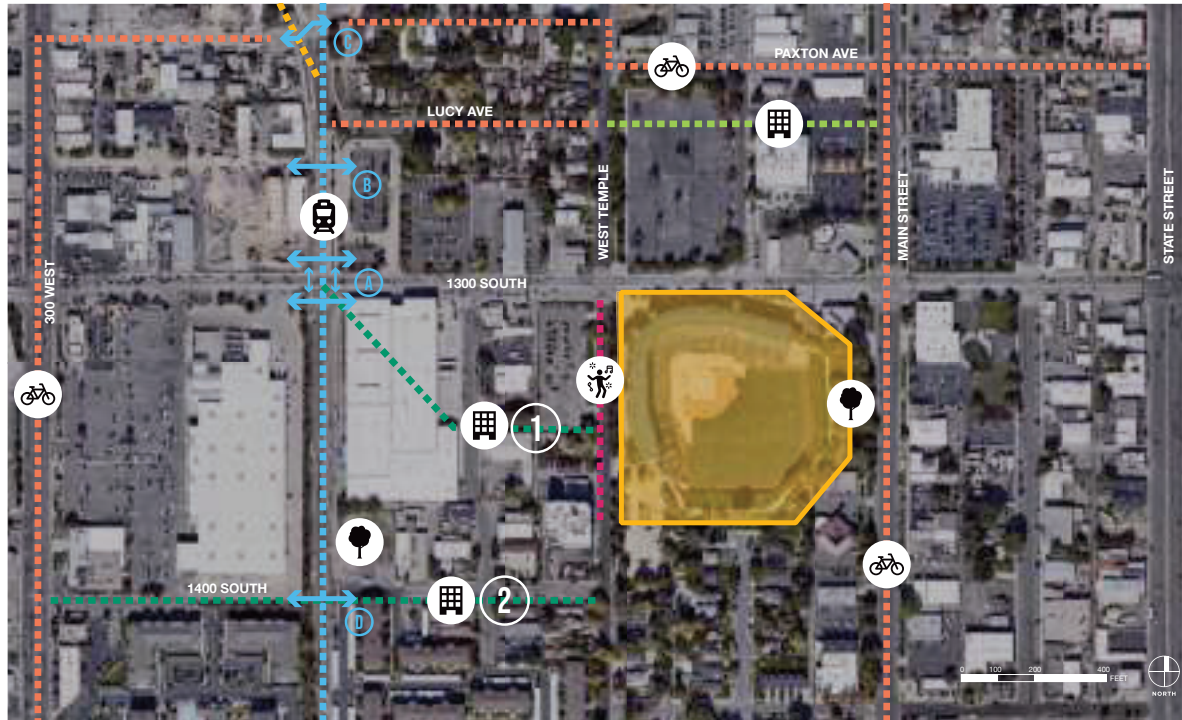 C
PAXTON AVE
LUCY AVE
B
WEST TEMPLE
MAIN STREET
STATE STREET
300 WEST
A
1300 SOUTH
1
1400 SOUTH
2
D
0 100 200 400
FEET
NORTH